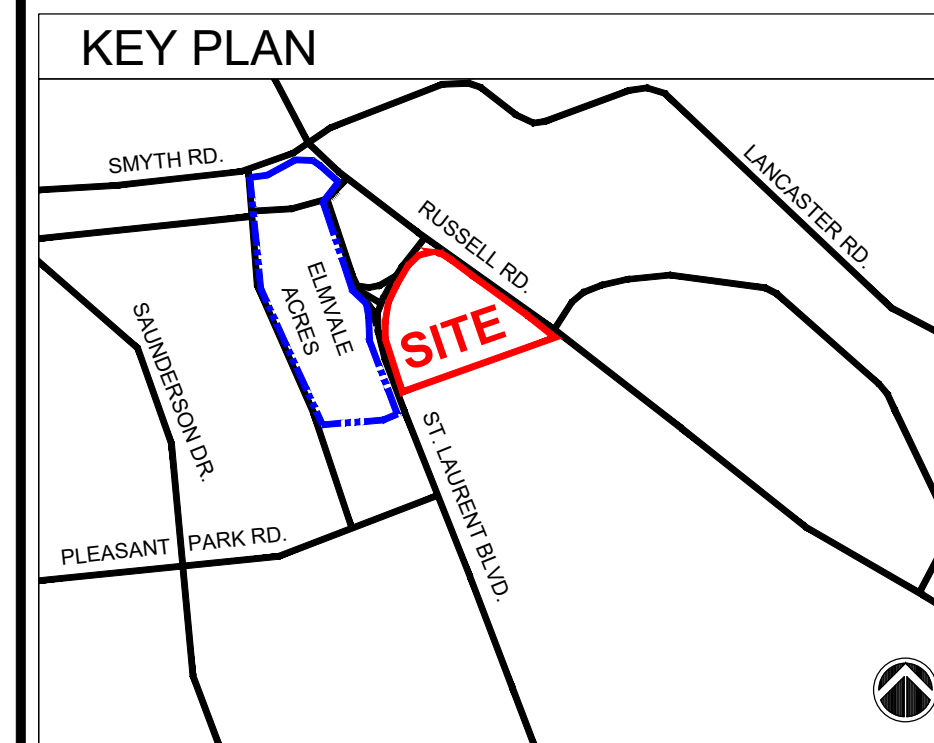 KEY PLAN
SMYTH RD.
LANCASTER RD.
RUSSELL RD.
ELMVALE
ACRES
SITE
SAUNDERSON DR.
ST. LAURENT BLVD.
PLEASANT PARK RD.